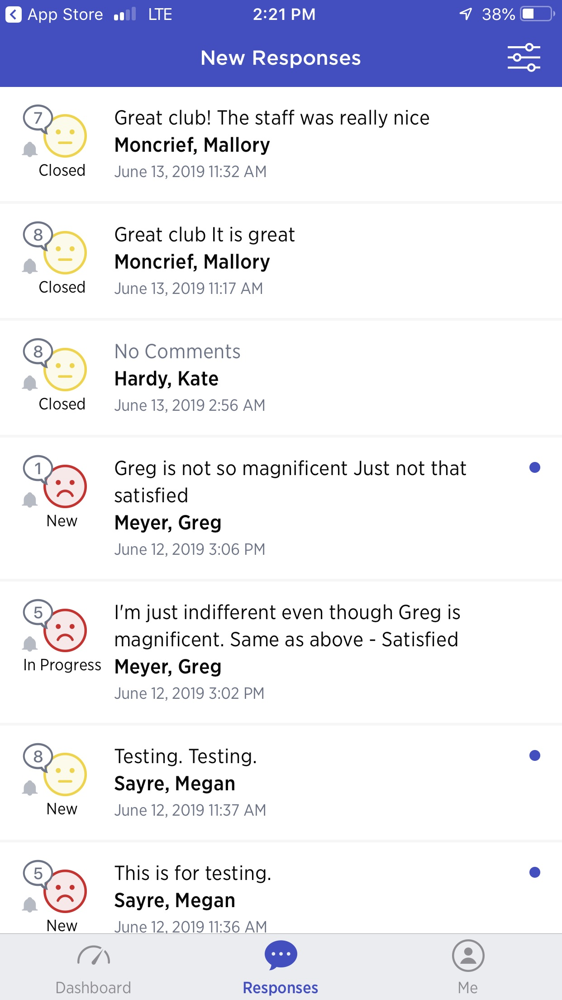 App Store LTE 2:21 PM 38%
New Responses
7
Great club! The staff was really nice
Moncrief, Mallory
Closed
June 13, 2019 11:32 AM
8
Great club It is great
Moncrief, Mallory
Closed
June 13, 2019 11:17 AM
8
No Comments
Hardy, Kate
Closed
June 13, 2019 2:56 AM
1
Greg is not so magnificent Just not that
satisfied
New
Meyer, Greg
June 12, 2019 3:06 PM
5
I'm just indifferent even though Greg is
magnificent. Same as above - Satisfied
In Progress
Meyer, Greg
June 12, 2019 3:02 PM
8
Testing. Testing.
Sayre, Megan
New
June 12, 2019 11:37 AM
5
This is for testing.
Sayre, Megan
New
June 12, 2019 11:36 AM
Dashboard
Responses
Me